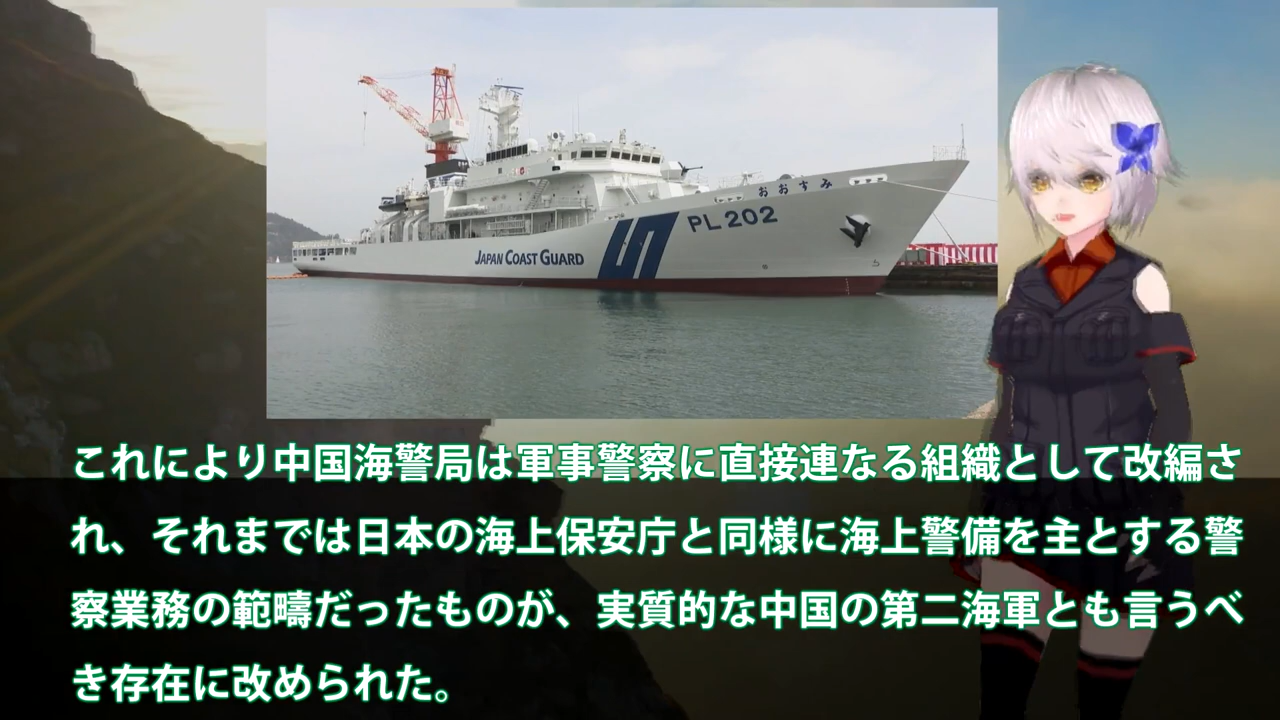 おおすみ
PL 202
JAPAN COAST GUARD
これにより中国海警局は軍事警察に直接連なる組織として改編さ
れ、それまでは日本の海上保安庁と同様に海上警備を主とする警
察業務の範疇だったものが、実質的な中国の第二海軍とも言うべ
き存在に改められた。